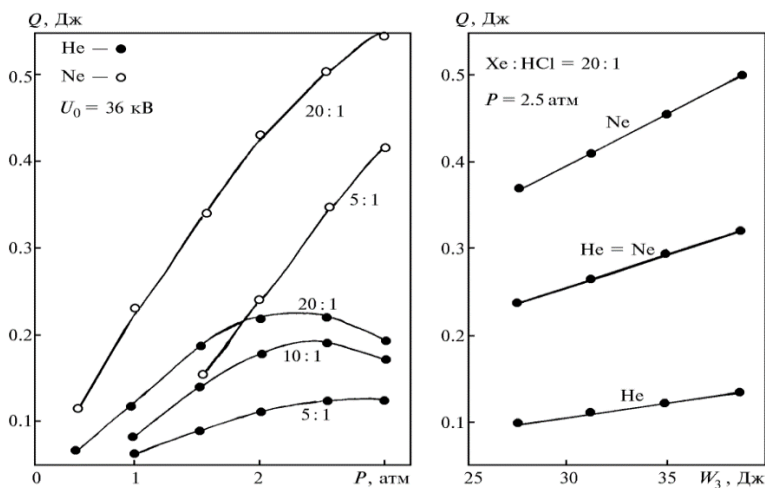 Q, Дж
He — ●
Ne — ○
U₀ = 36 кВ
0.5
0.4
0.3
0.2
0.1
0
1
2
P, атм
20 : 1
5 : 1
20 : 1
10 : 1
5 : 1
Q, Дж
Xe : HCl = 20 : 1
P = 2.5 атм
0.5
0.4
0.3
0.2
0.1
25
30
35
W₃, Дж
Ne
He = Ne
He